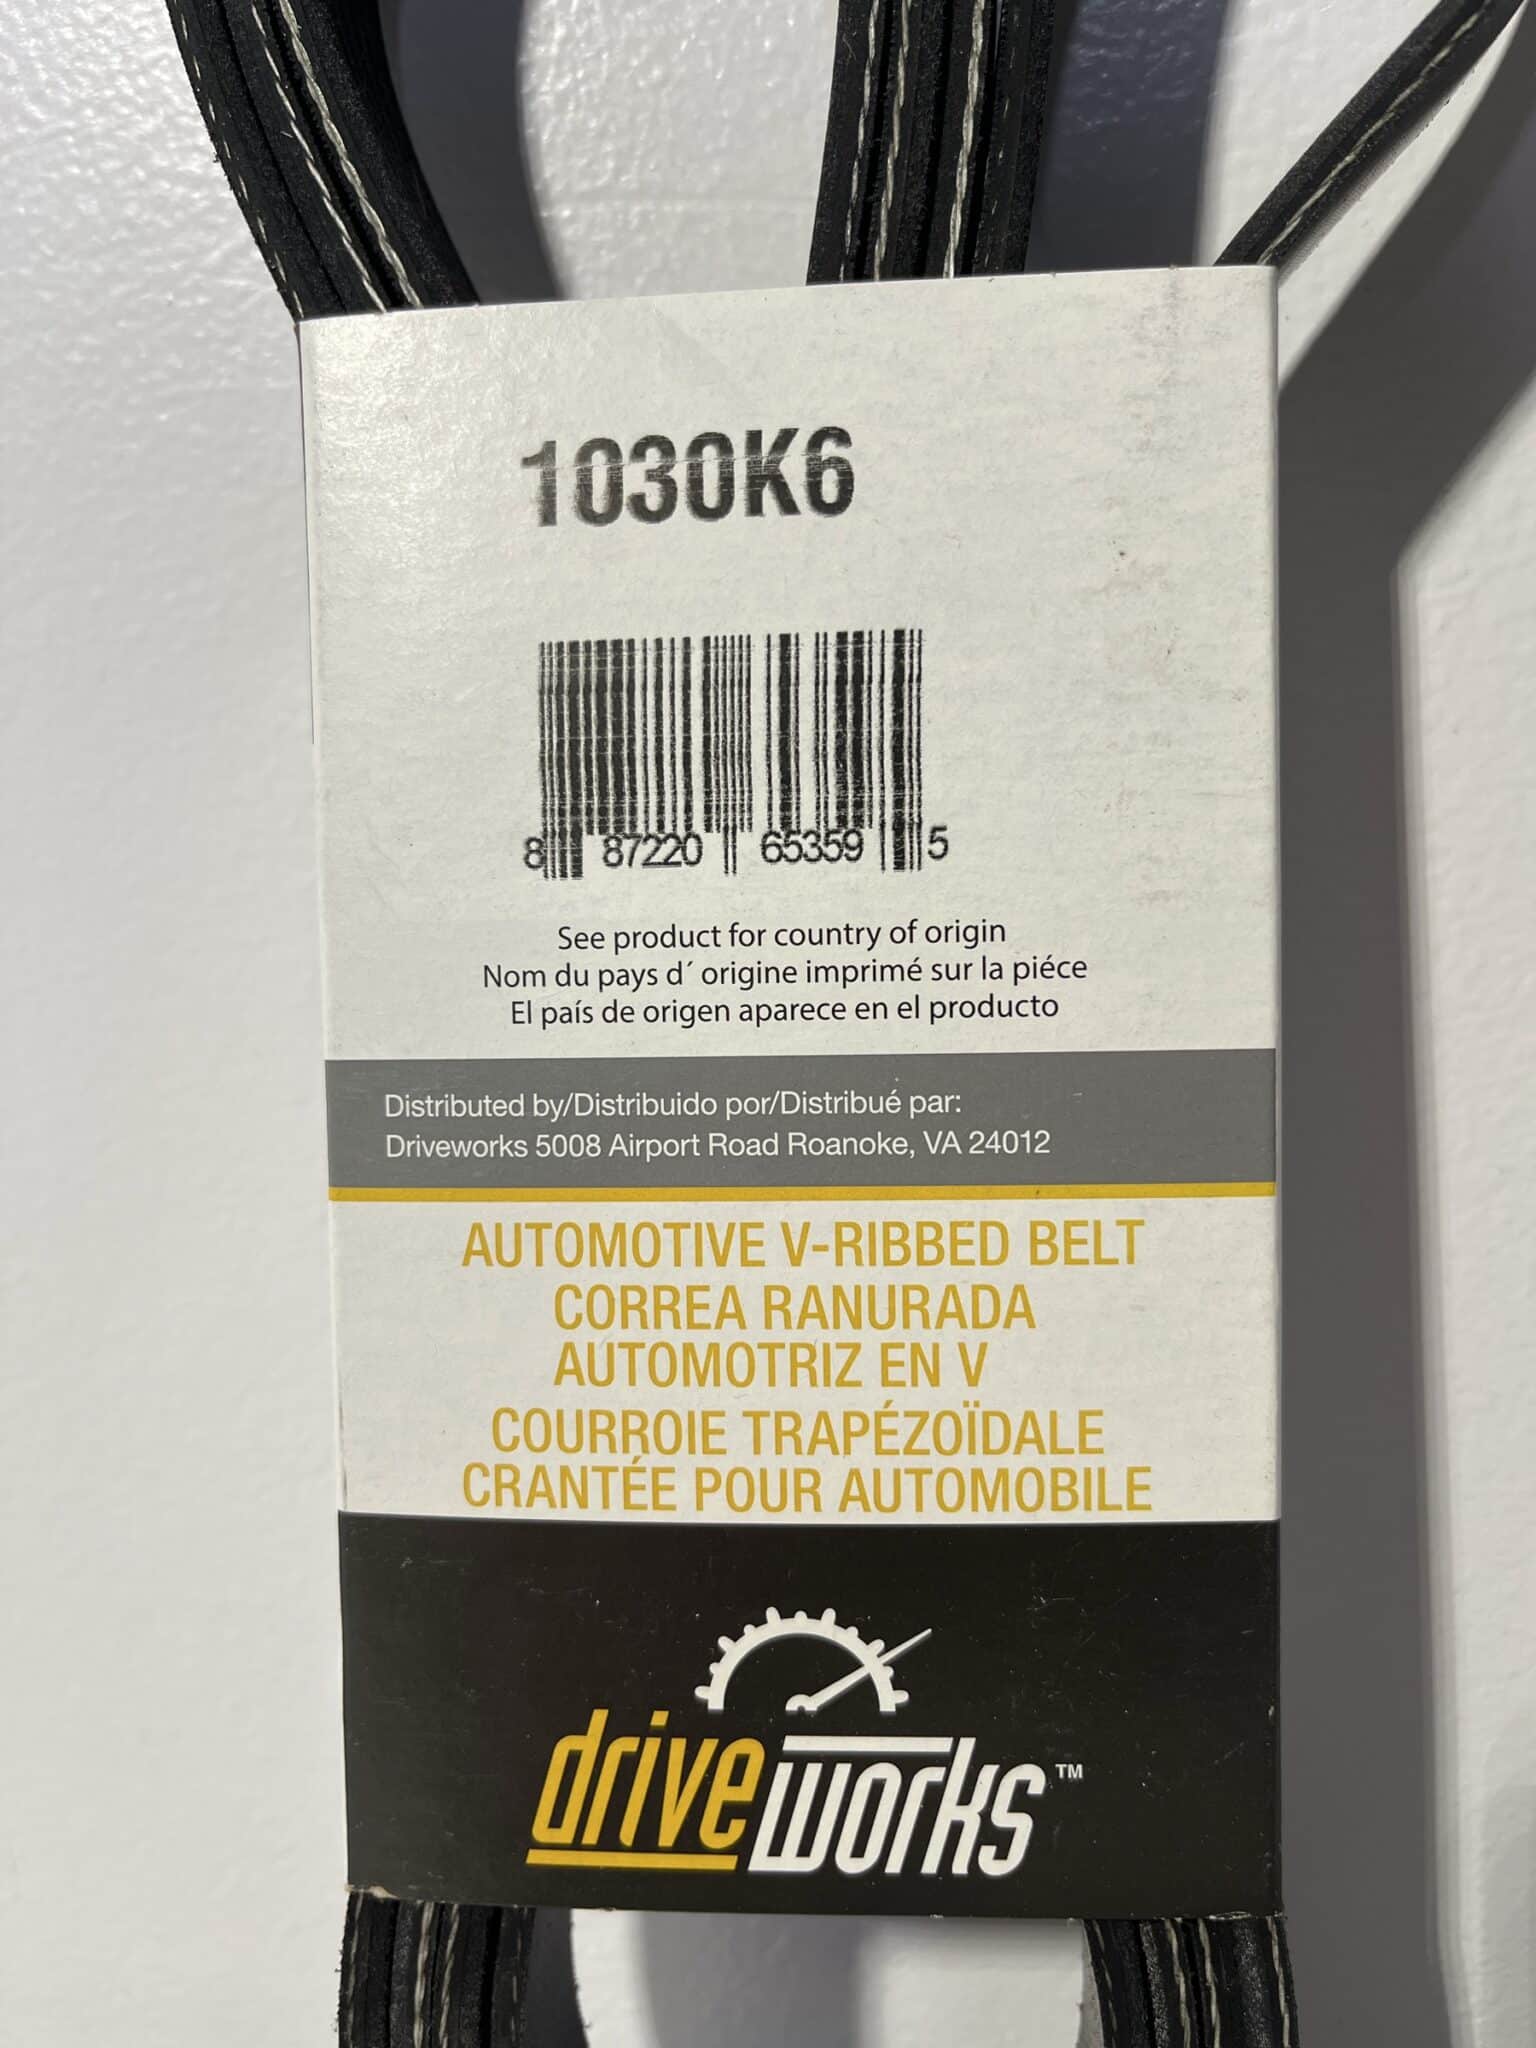 1030K6
8 87220 65359 5
See product for country of origin
Nom du pays d´ origine imprimé sur la piéce
El país de origen aparece en el producto
Distributed by/Distribuido por/Distribué par:
Driveworks 5008 Airport Road Roanoke, VA 24012
AUTOMOTIVE V-RIBBED BELT
CORREA RANURADA
AUTOMOTRIZ EN V
COURROIE TRAPÉZOÏDALE
CRANTÉE POUR AUTOMOBILE
driveworks™